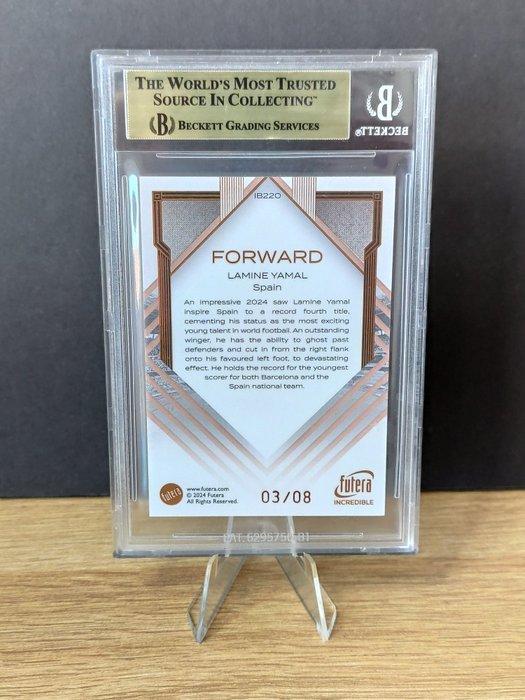 THE WORLD'S MOST TRUSTED
SOURCE IN COLLECTING™
B BECKETT GRADING SERVICES
B
BECKETT®
IB220
FORWARD
LAMINE YAMAL
Spain
An impressive 2024 saw Lamine Yamal
inspire Spain to a record fourth title,
cementing his status as the most exciting
young talent in world football. An outstanding
winger, he has the ability to ghost past
defenders and cut in from the right flank
onto his favoured left foot, to devastating
effect. He holds the record for the youngest
scorer for both Barcelona and the
Spain national team.
futera
www.futera.com
© 2024 Futera
All Rights Reserved.
03/08
futera
INCREDIBLE
PAT. 6295750 B1